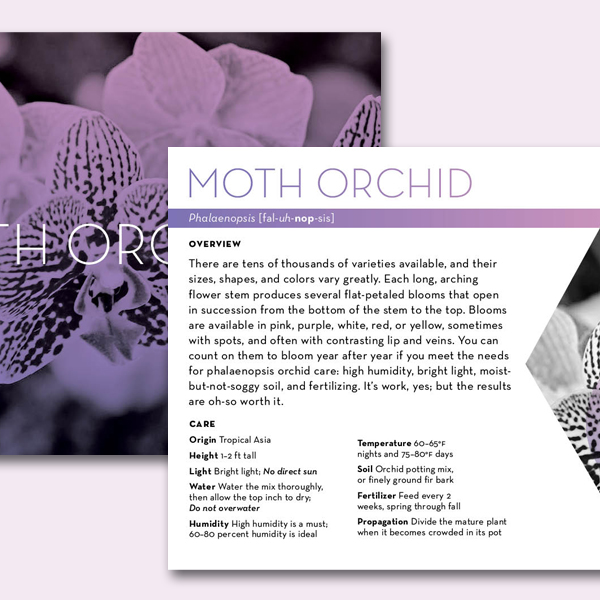 TH ORC
MOTH ORCHID
Phalaenopsis [fal-uh-nop-sis]
OVERVIEW
There are tens of thousands of varieties available, and their
sizes, shapes, and colors vary greatly. Each long, arching
flower stem produces several flat-petaled blooms that open
in succession from the bottom of the stem to the top. Blooms
are available in pink, purple, white, red, or yellow, sometimes
with spots, and often with contrasting lip and veins. You can
count on them to bloom year after year if you meet the needs
for phalaenopsis orchid care: high humidity, bright light, moist-
but-not-soggy soil, and fertilizing. It's work, yes; but the results
are oh-so worth it.
CARE
Origin Tropical Asia
Height 1–2 ft tall
Light Bright light; No direct sun
Water Water the mix thoroughly,
then allow the top inch to dry;
Do not overwater
Humidity High humidity is a must;
60–80 percent humidity is ideal
Temperature 60–65°F
nights and 75–80°F days
Soil Orchid potting mix,
or finely ground fir bark
Fertilizer Feed every 2
weeks, spring through fall
Propagation Divide the mature plant
when it becomes crowded in its pot